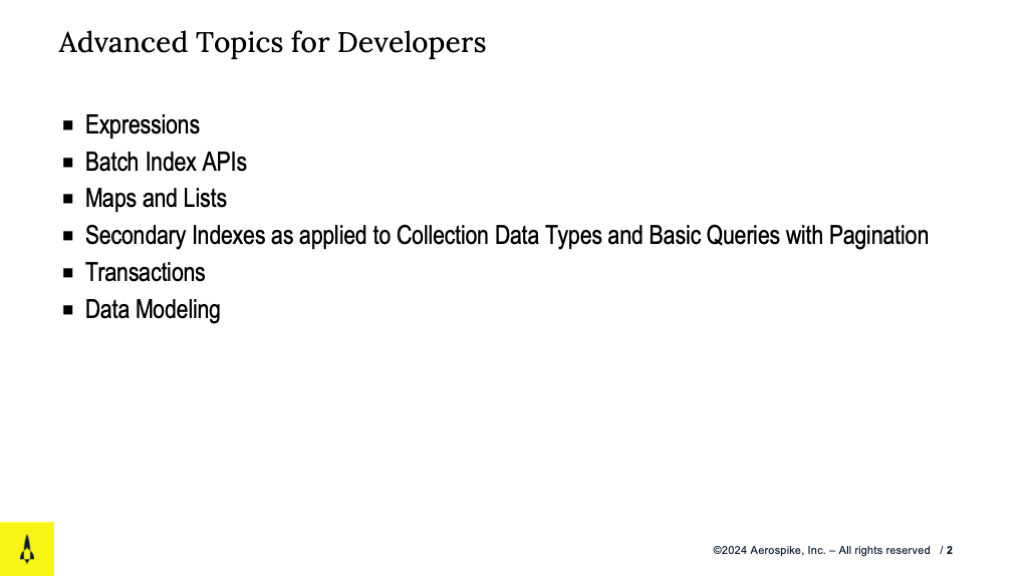 Advanced Topics for Developers
▪ Expressions
▪ Batch Index APIs
▪ Maps and Lists
▪ Secondary Indexes as applied to Collection Data Types and Basic Queries with Pagination
▪ Transactions
▪ Data Modeling
©2024 Aerospike, Inc. – All rights reserved / 2